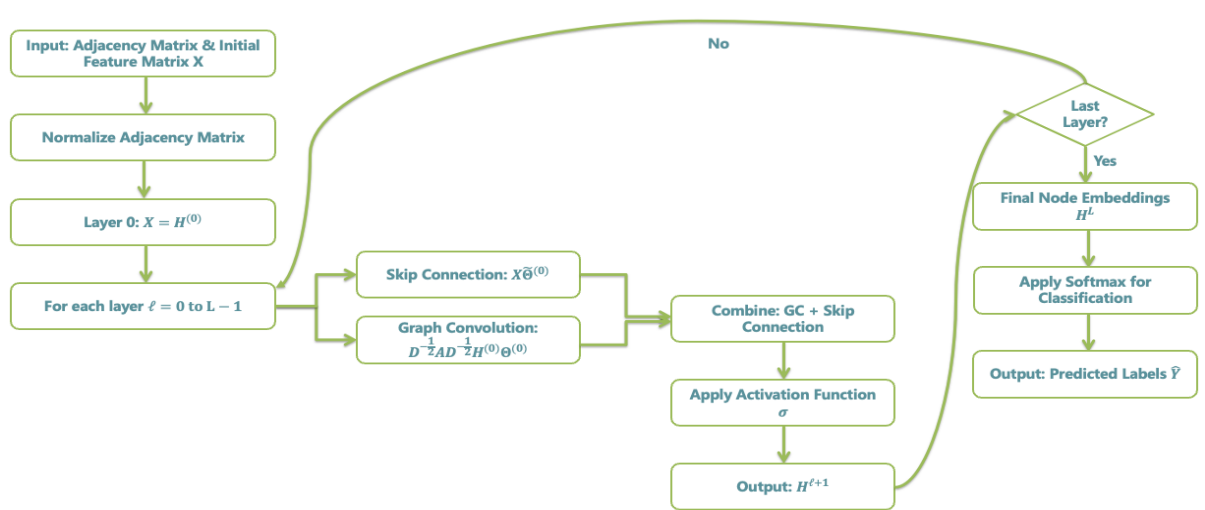 Input: Adjacency Matrix & Initial
Feature Matrix X
Normalize Adjacency Matrix
Layer 0: X = H⁽⁰⁾
For each layer ℓ = 0 to L − 1
Skip Connection: XΘ̃⁽⁰⁾
Graph Convolution:
D^{-1/2}AD^{-1/2}H⁽⁰⁾Θ⁽⁰⁾
Combine: GC + Skip
Connection
Apply Activation Function
σ
Output: H^{ℓ+1}
No
Last
Layer?
Yes
Final Node Embeddings
H^L
Apply Softmax for
Classification
Output: Predicted Labels Ŷ